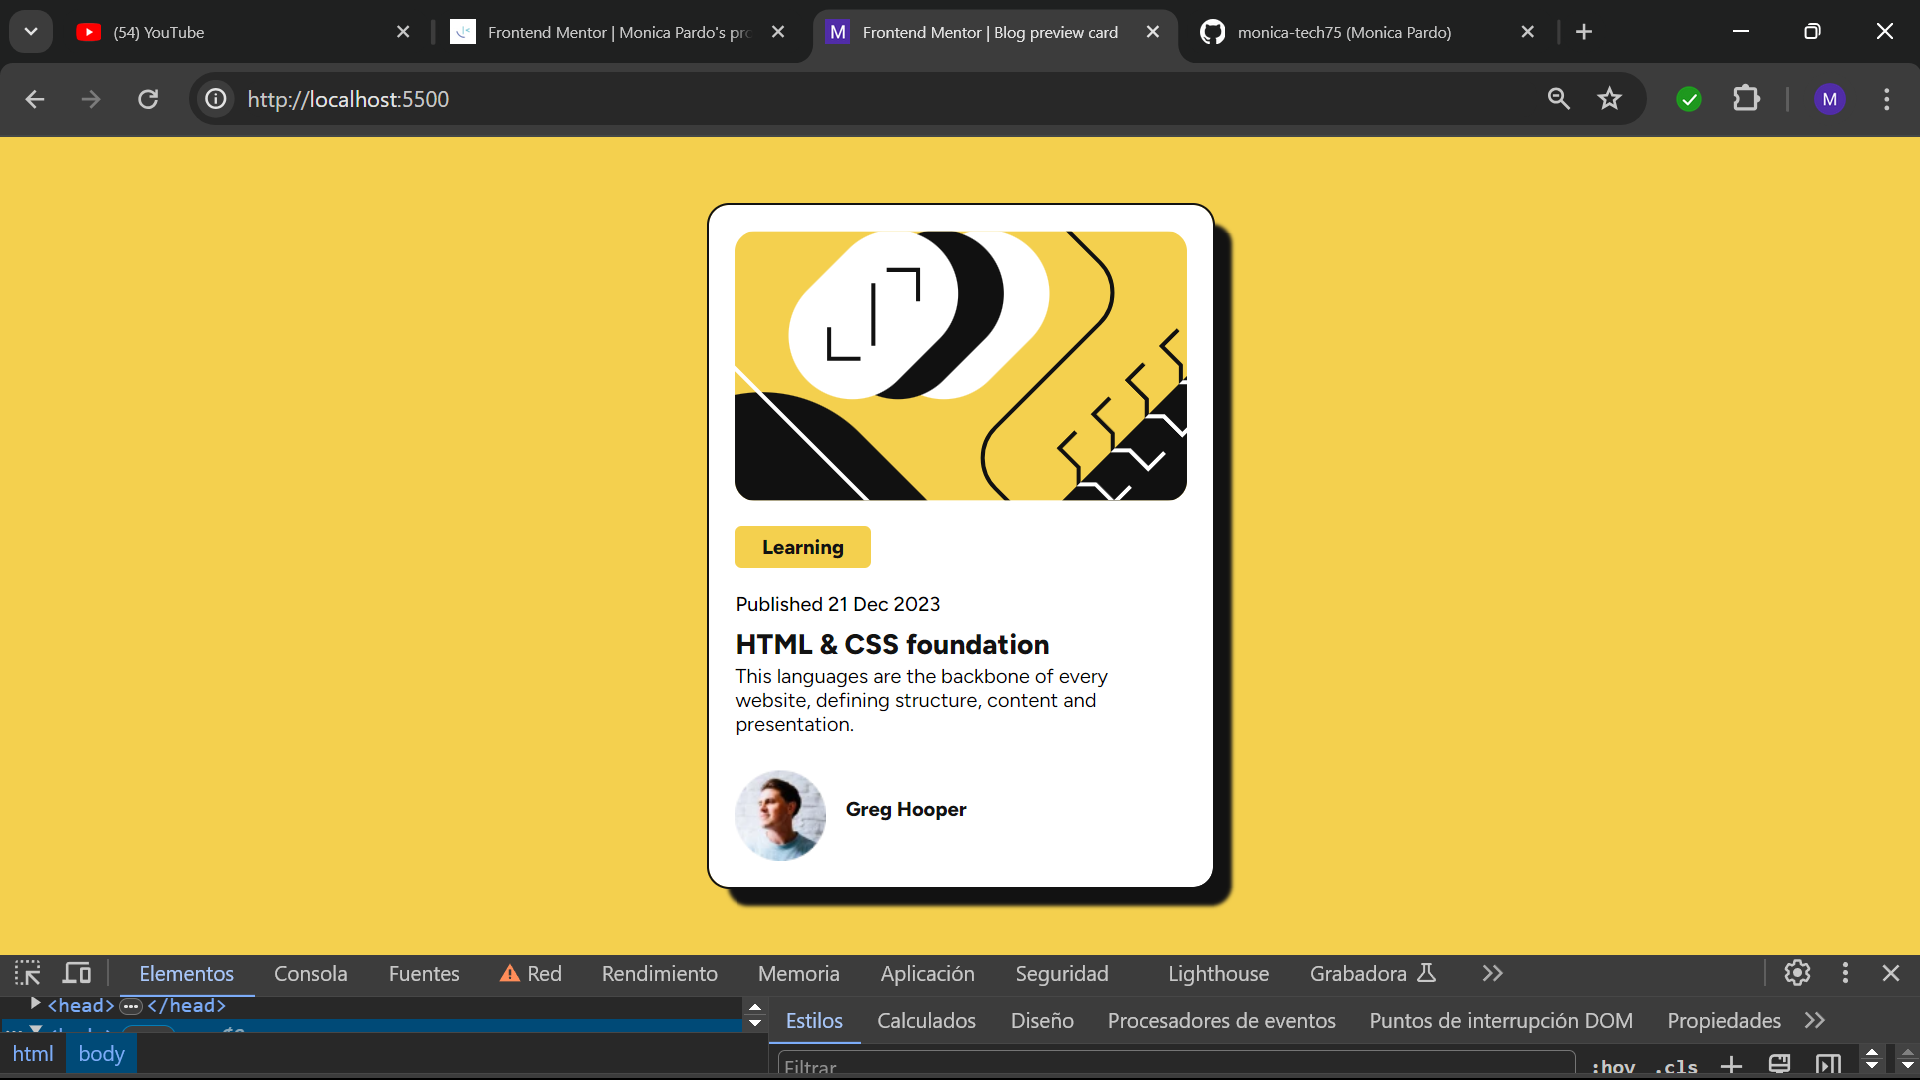 (54) YouTube
Frontend Mentor | Monica Pardo's pro
M Frontend Mentor | Blog preview card
monica-tech75 (Monica Pardo)
http://localhost:5500
M
Learning
Published 21 Dec 2023
HTML & CSS foundation
This languages are the backbone of every
website, defining structure, content and
presentation.
Greg Hooper
Elementos Consola Fuentes Red Rendimiento Memoria Aplicación Seguridad Lighthouse Grabadora
<head> </head>
Estilos Calculados Diseño Procesadores de eventos Puntos de interrupción DOM Propiedades
html body
Filtrar :hov .cls